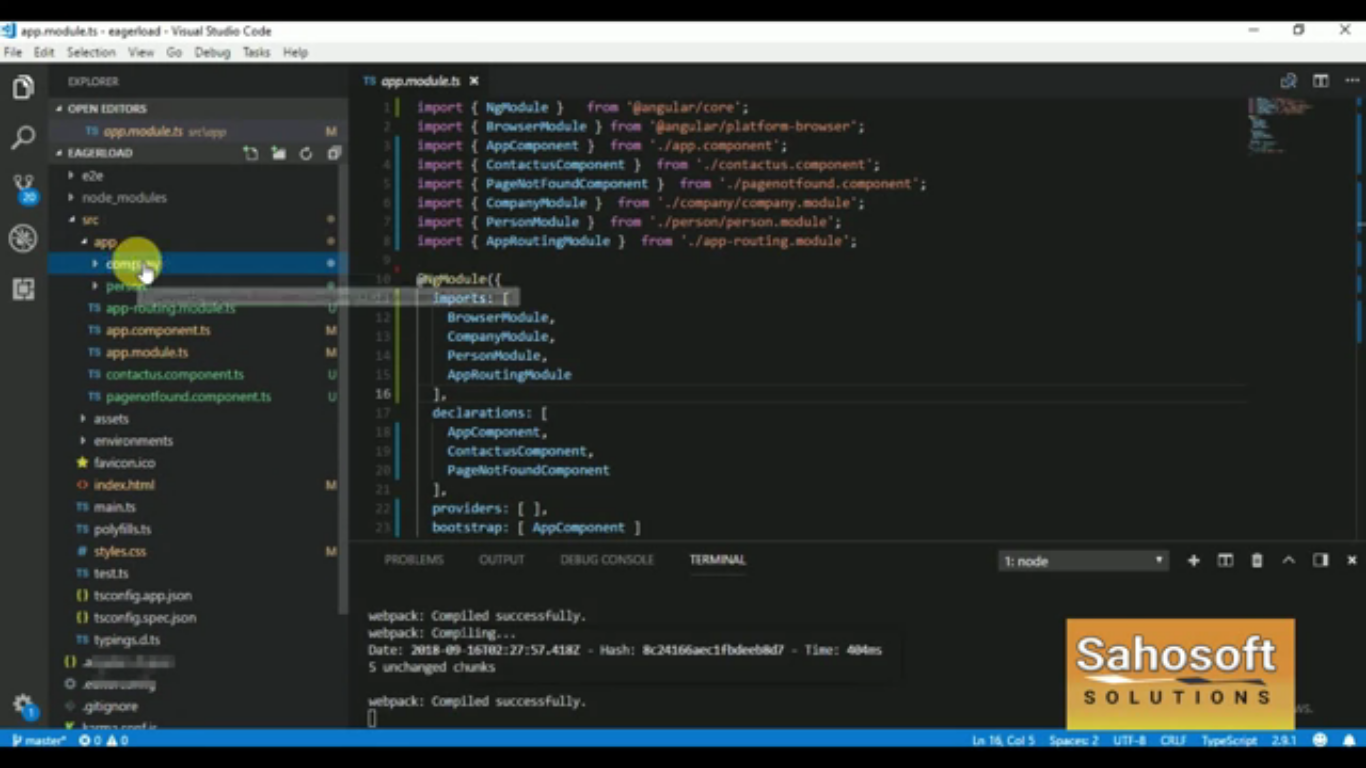 app.module.ts - eagerload - Visual Studio Code
File Edit Selection View Go Debug Tasks Help
EXPLORER
OPEN EDITORS
TS app.module.ts src\app M
EAGERLOAD
e2e
node_modules
src
app
TS app-routing.module.ts U
TS app.component.ts M
TS app.module.ts M
TS contactus.component.ts U
TS pagenotfound.component.ts U
assets
environments
favicon.ico
<> index.html M
TS main.ts
TS polyfills.ts
# styles.css M
TS test.ts
{} tsconfig.app.json
{} tsconfig.spec.json
TS typings.d.ts
{}
.gitignore
karma.conf.js
20
1
TS app.module.ts
1 import { NgModule } from '@angular/core';
2 import { BrowserModule } from '@angular/platform-browser';
3 import { AppComponent } from './app.component';
4 import { ContactusComponent } from './contactus.component';
5 import { PageNotFoundComponent } from './pagenotfound.component';
6 import { CompanyModule } from './company/company.module';
7 import { PersonModule } from './person/person.module';
8 import { AppRoutingModule } from './app-routing.module';
9
10 @NgModule({
11 imports: [
12 BrowserModule,
13 CompanyModule,
14 PersonModule,
15 AppRoutingModule
16 ],
17 declarations: [
18 AppComponent,
19 ContactusComponent,
20 PageNotFoundComponent
21 ],
22 providers: [ ],
23 bootstrap: [ AppComponent ]
PROBLEMS OUTPUT DEBUG CONSOLE TERMINAL 1: node
webpack: Compiled successfully.
webpack: Compiling...
Date: 2018-09-16T02:27:57.418Z - Hash: 8c24166aec1fbdeeb8d7 - Time: 404ms
5 unchanged chunks
webpack: Compiled successfully.
Sahosoft
SOLUTIONS
master* 0 0 Ln 16, Col 5 Spaces: 2 UTF-8 CRLF TypeScript 2.9.1